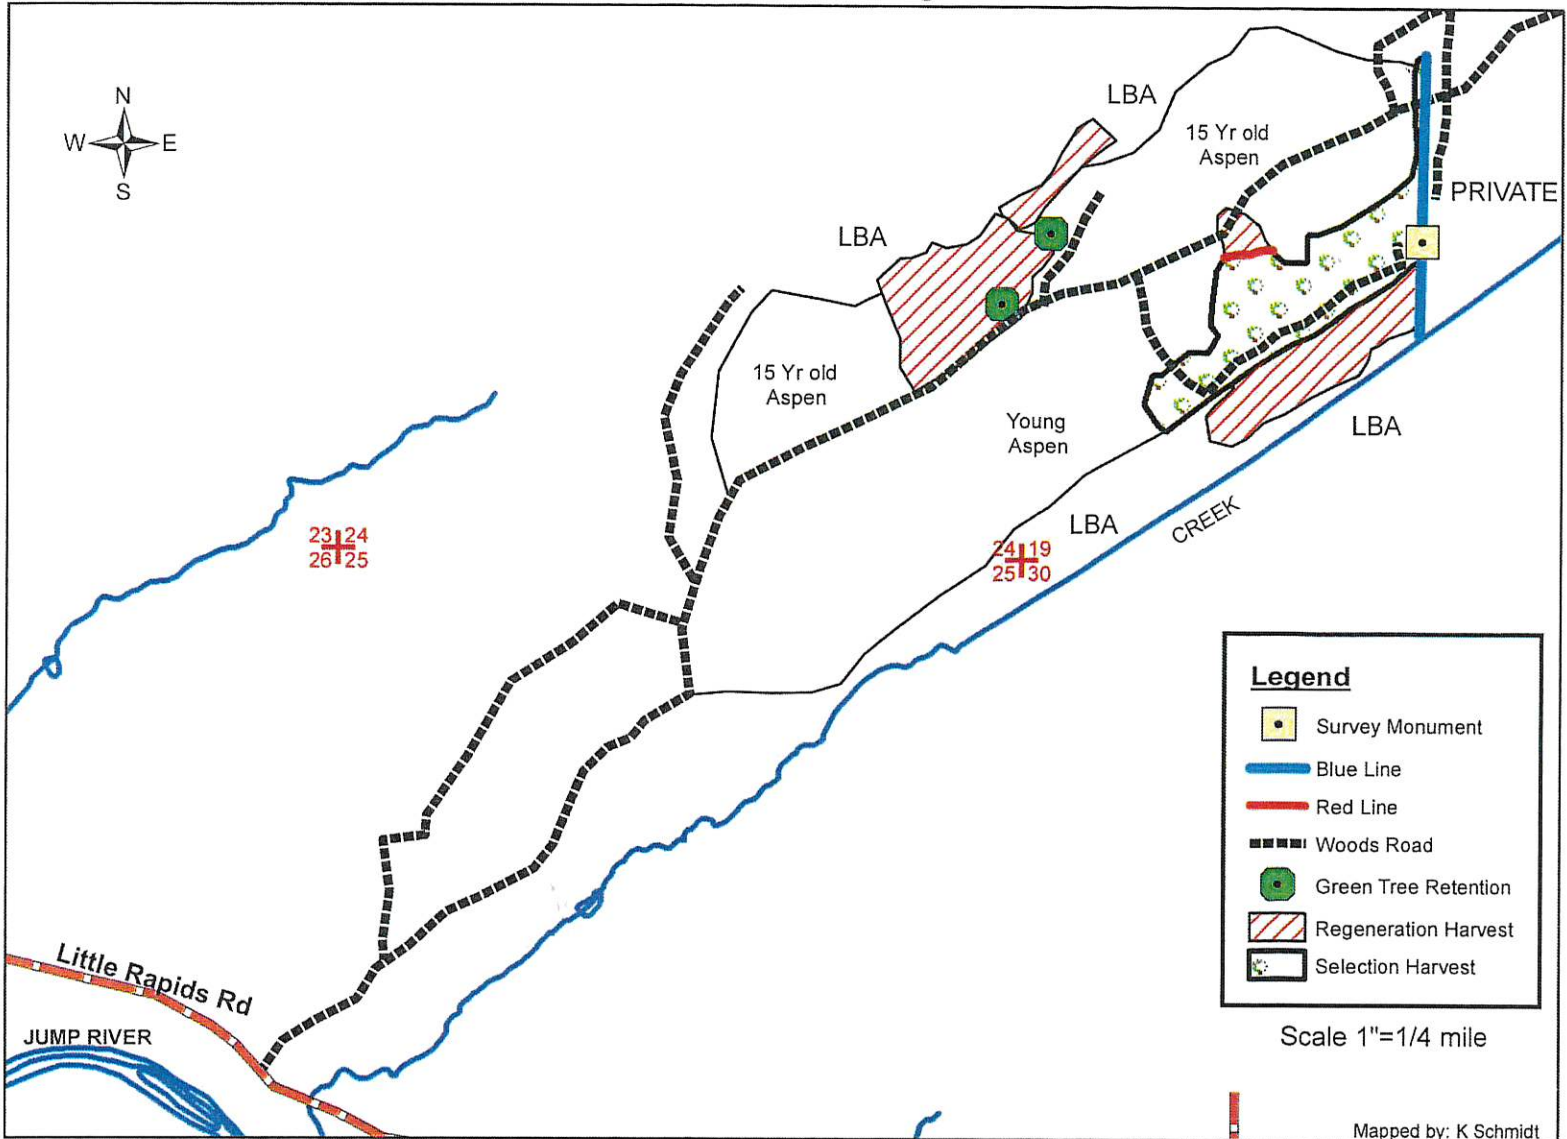 N
W E
S
LBA
15 Yr old
Aspen
PRIVATE
LBA
15 Yr old
Aspen
Young
Aspen
LBA
LBA
CREEK
23 24
26 25
24 19
25 30
Legend
Survey Monument
Blue Line
Red Line
Woods Road
Green Tree Retention
Regeneration Harvest
Selection Harvest
Scale 1"=1/4 mile
Little Rapids Rd
JUMP RIVER
Mapped by: K Schmidt